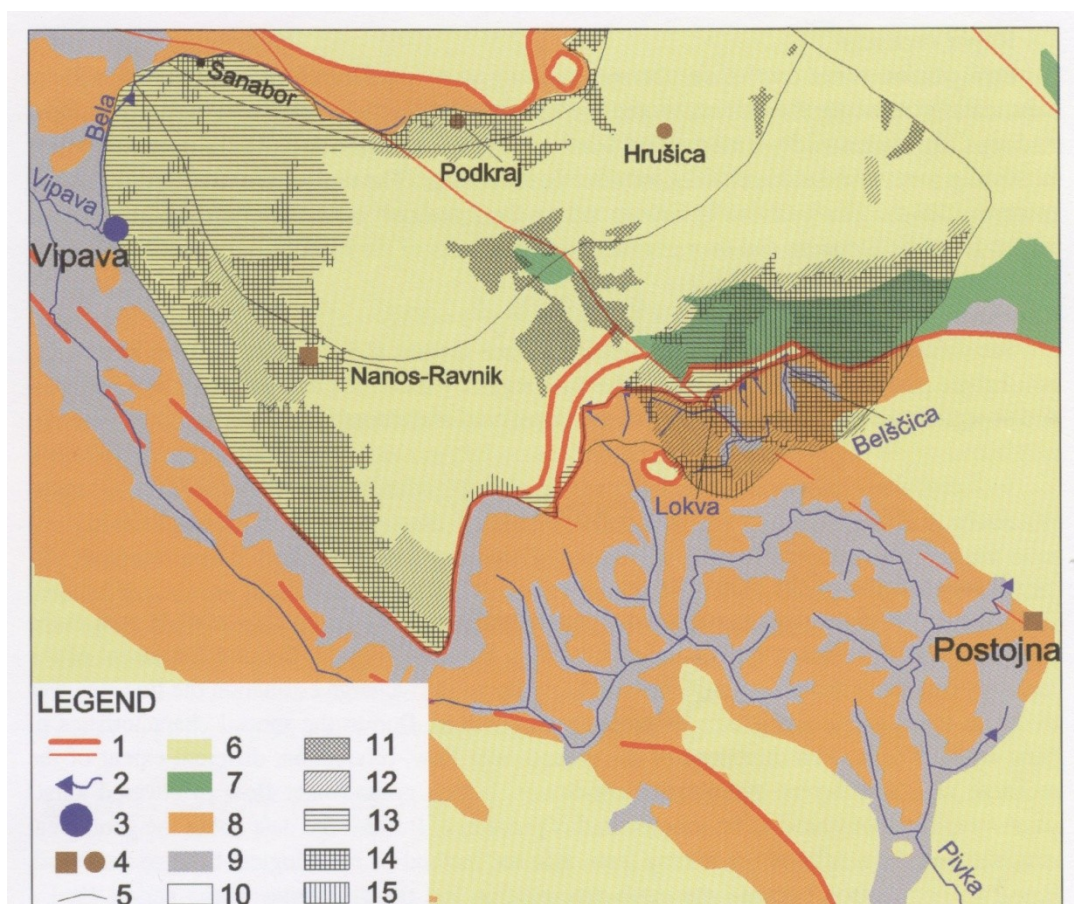 Sanabor
Bela
Podkraj
Hrušica
Vipava
Vipava
Nanos-Ravnik
Belščica
Lokva
Postojna
Pivka
LEGEND
1 6 11
2 7 12
3 8 13
4 9 14
5 10 15